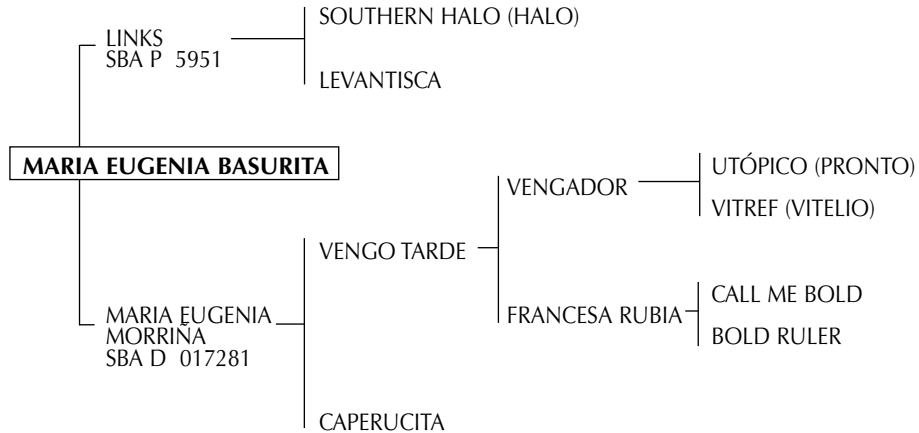 SOUTHERN HALO (HALO)
LINKS
SBA P 5951
LEVANTISCA
MARIA EUGENIA BASURITA
UTÓPICO (PRONTO)
VENGADOR
VITREF (VITELIO)
VENGO TARDE
CALL ME BOLD
MARIA EUGENIA
MORRIÑA
SBA D 017281
FRANCESA RUBIA
BOLD RULER
CAPERUCITA